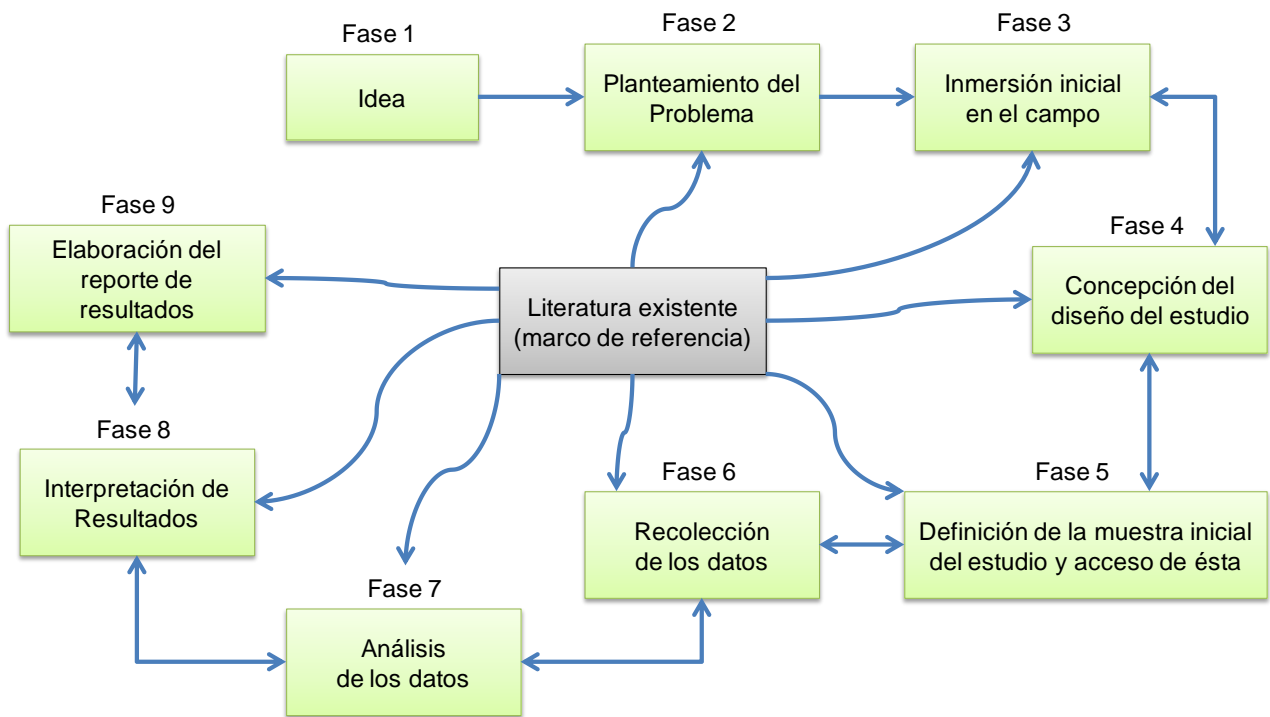 Fase 1
Idea
Fase 2
Planteamiento del
Problema
Fase 3
Inmersión inicial
en el campo
Fase 4
Concepción del
diseño del estudio
Literatura existente
(marco de referencia)
Fase 5
Definición de la muestra inicial
del estudio y acceso de ésta
Fase 6
Recolección
de los datos
Fase 7
Análisis
de los datos
Fase 8
Interpretación de
Resultados
Fase 9
Elaboración del
reporte de
resultados